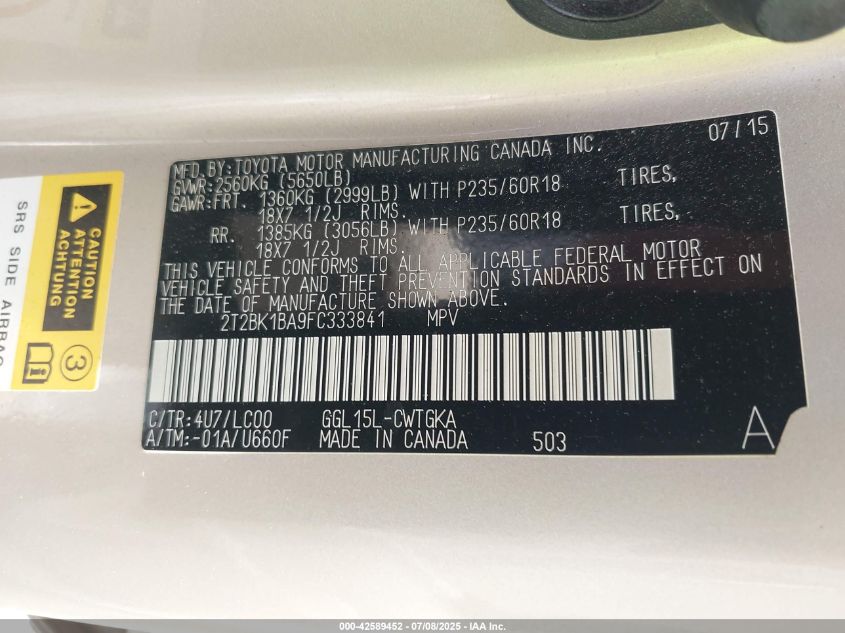 07/15
MFD. BY: TOYOTA MOTOR MANUFACTURING CANADA INC.
GVWR: 2560KG (5650LB)
GAWR: FRT. 1360KG (2999LB) WITH P235/60R18 TIRES,
18X7 1/2J RIMS.
RR. 1385KG (3056LB) WITH P235/60R18 TIRES,
18X7 1/2J RIMS.
THIS VEHICLE CONFORMS TO ALL APPLICABLE FEDERAL MOTOR
VEHICLE SAFETY AND THEFT PREVENTION STANDARDS IN EFFECT ON
THE DATE OF MANUFACTURE SHOWN ABOVE.
2T2BK1BA9FC333841 MPV
C/TR: 4U7/LC00 GGL15L-CWTGKA
A/TM: -01A/U660F MADE IN CANADA 503 A
CAUTION
ATTENTION
ACHTUNG
3
SRS SIDE AIRBAG
000-42589452 - 07/08/2025 - IAA Inc.